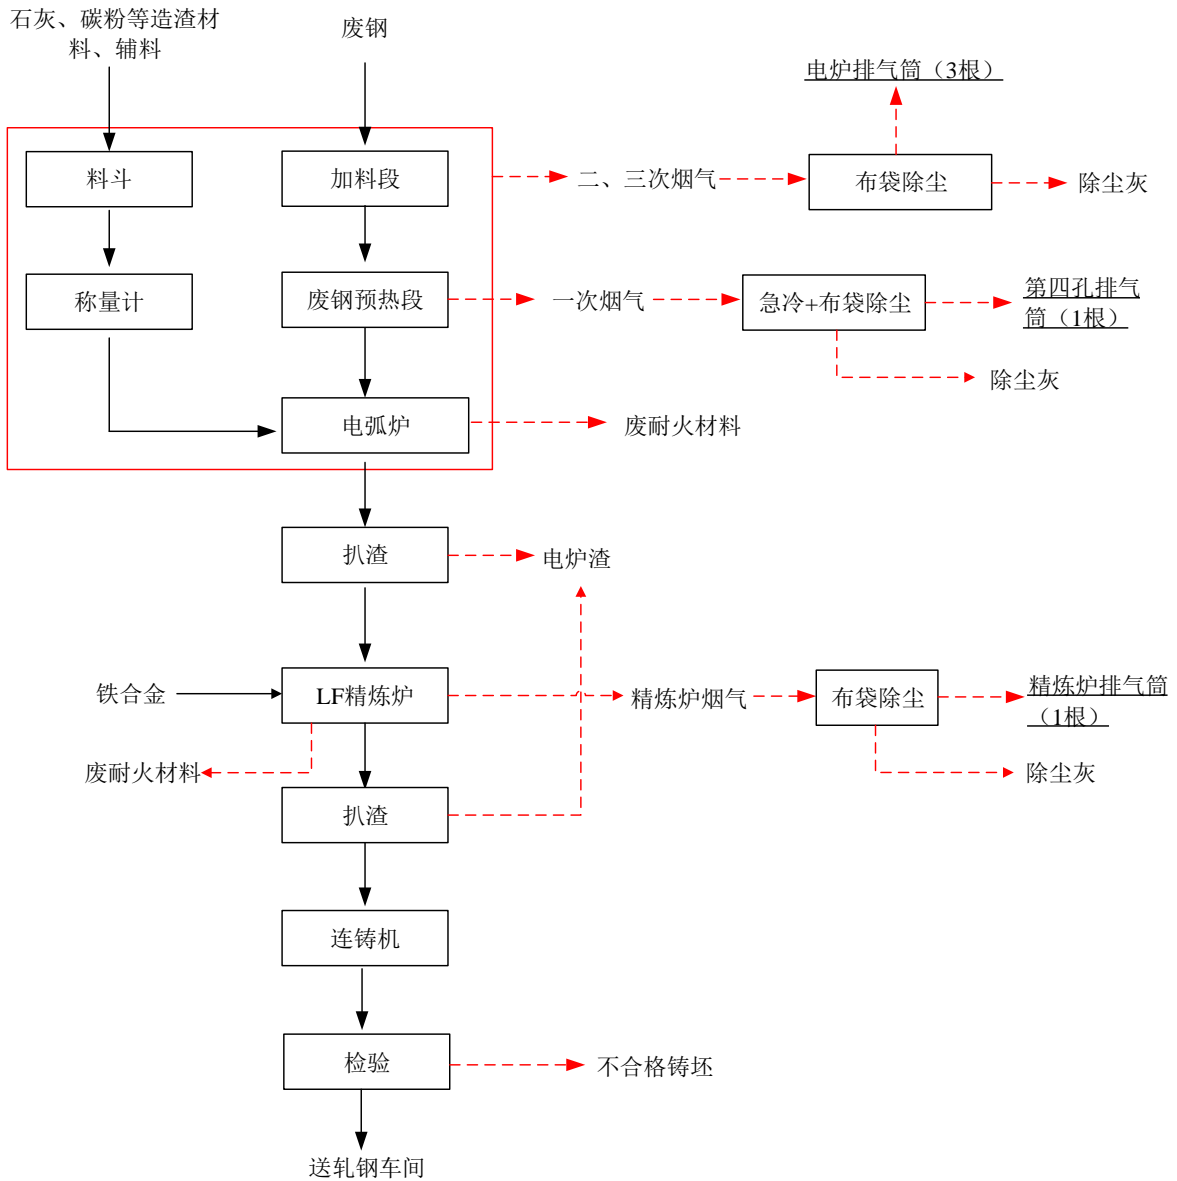 石灰、碳粉等造渣材
料、辅料
废钢
电炉排气筒（3根）
料斗
加料段
二、三次烟气
布袋除尘
除尘灰
称量计
废钢预热段
一次烟气
急冷+布袋除尘
第四孔排气
筒（1根）
除尘灰
电弧炉
废耐火材料
扒渣
电炉渣
铁合金
LF精炼炉
精炼炉烟气
布袋除尘
精炼炉排气筒
（1根）
废耐火材料
除尘灰
扒渣
连铸机
检验
不合格铸坯
送轧钢车间